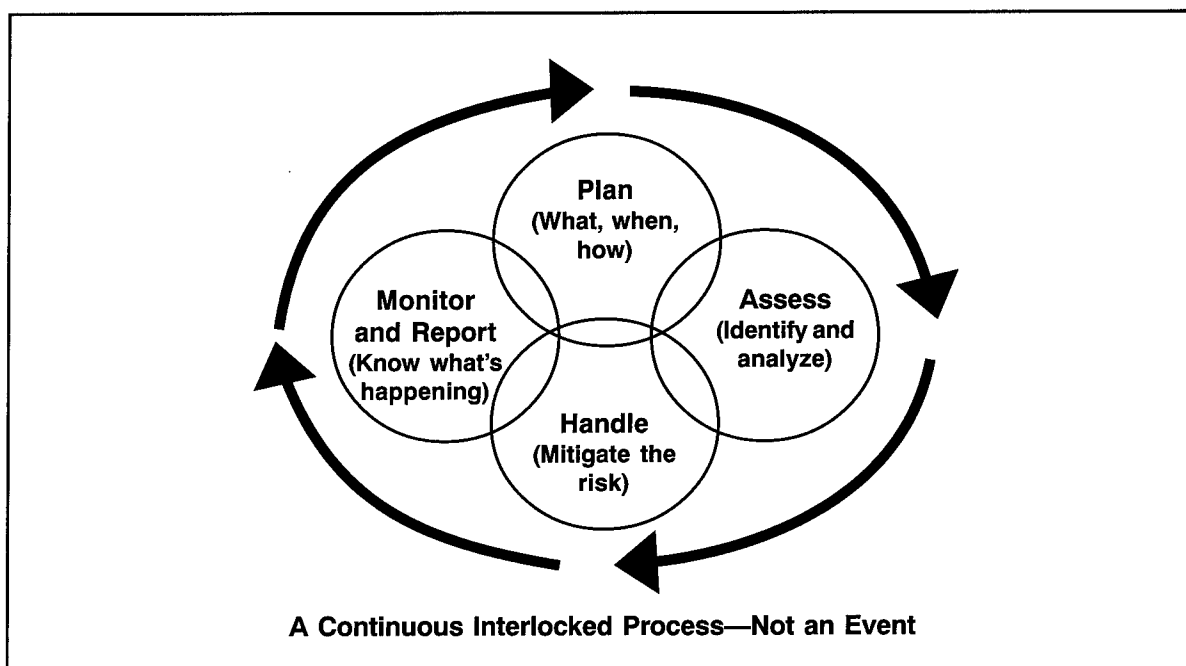 Plan
(What, when,
how)
Monitor
and Report
(Know what's
happening)
Assess
(Identify and
analyze)
Handle
(Mitigate the
risk)
A Continuous Interlocked Process—Not an Event